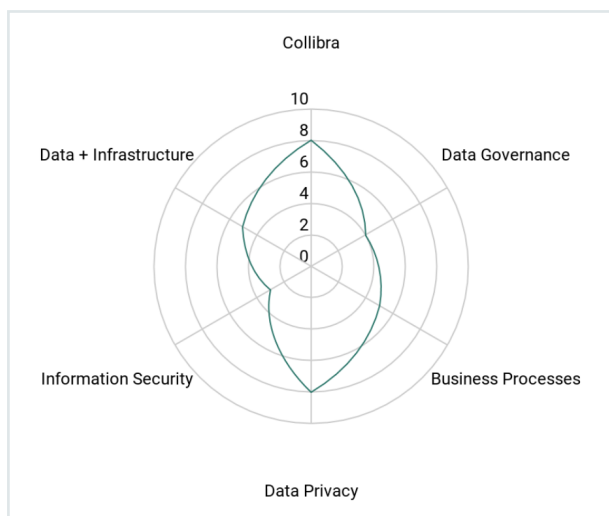 Collibra
10
8
6
4
2
0
Data + Infrastructure
Data Governance
Information Security
Business Processes
Data Privacy